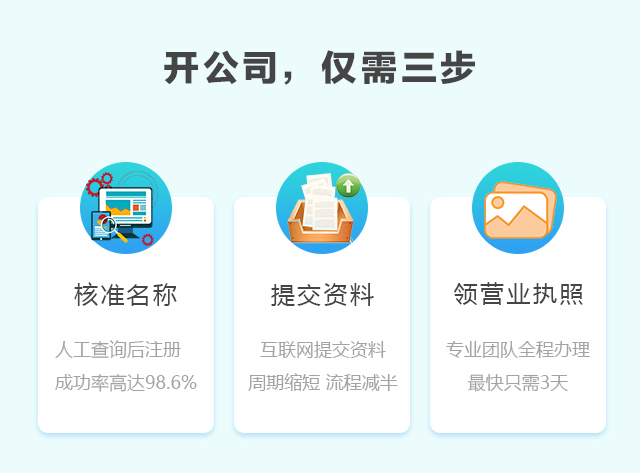 开公司，仅需三步
核准名称
人工查询后注册
成功率高达98.6%
提交资料
互联网提交资料
周期缩短 流程减半
领营业执照
专业团队全程办理
最快只需3天